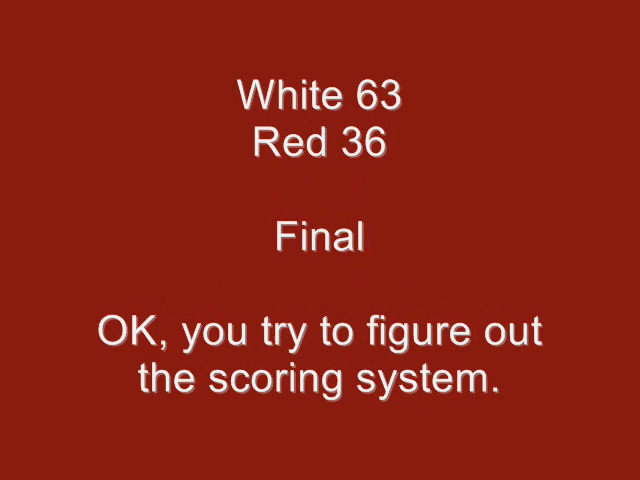 White 63
Red 36
Final
OK, you try to figure out
the scoring system.